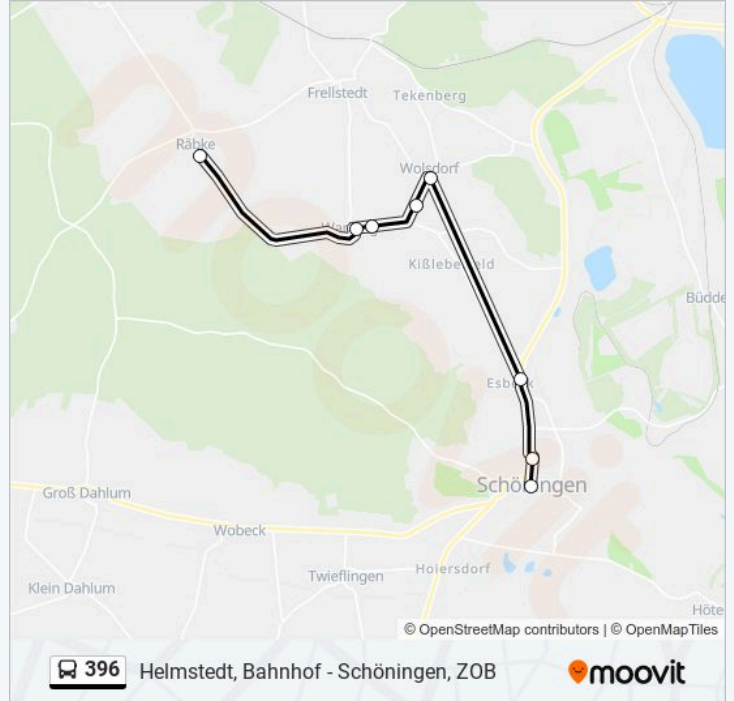 Frellstedt
Tekenberg
Räbke
Wolsdorf
Kißleberfeld
Büdde
Schöningen
Groß Dahlum
Wobeck
Twieflingen
Hoiersdorf
Klein Dahlum
Höte
© OpenStreetMap contributors | © OpenMapTiles
396 Helmstedt, Bahnhof - Schöningen, ZOB moovit